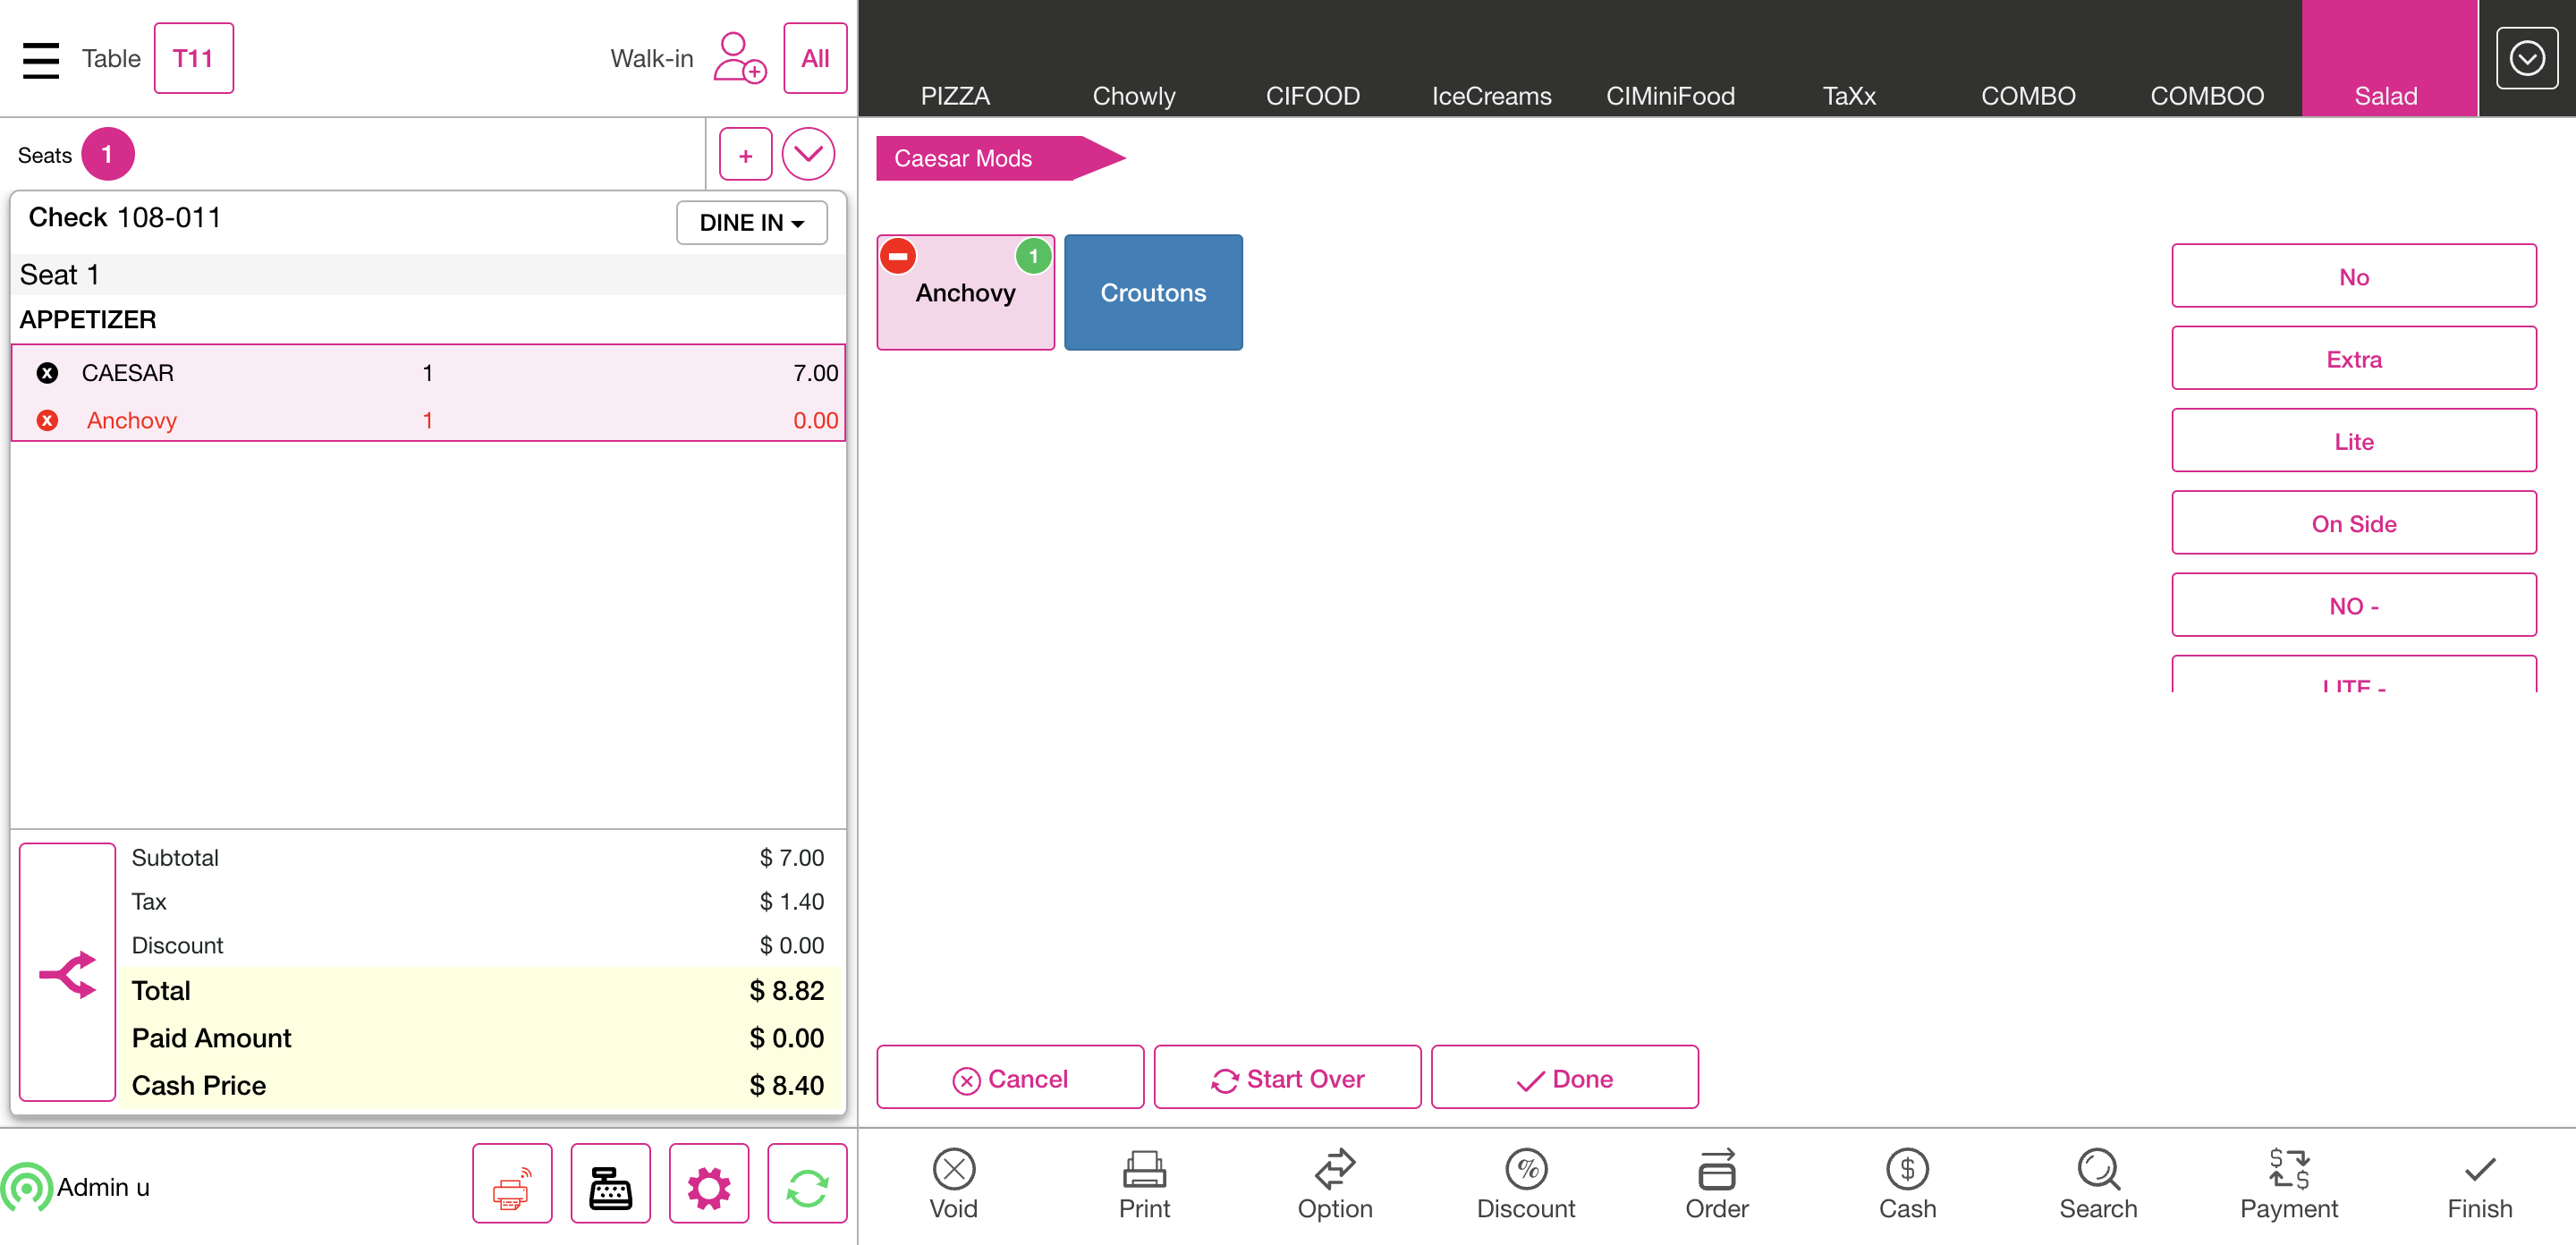 Table T11 Walk-in All
PIZZA Chowly CIFOOD IceCreams CIMiniFood TaXx COMBO COMBOO Salad
Seats 1 +
Caesar Mods
Check 108-011 DINE IN
Seat 1
APPETIZER
x CAESAR 1 7.00
x Anchovy 1 0.00
1
Anchovy
Croutons
No
Extra
Lite
On Side
NO -
LITE -
Subtotal $ 7.00
Tax $ 1.40
Discount $ 0.00
Total $ 8.82
Paid Amount $ 0.00
Cash Price $ 8.40
Cancel Start Over Done
Admin u
Void Print Option Discount Order Cash Search Payment Finish